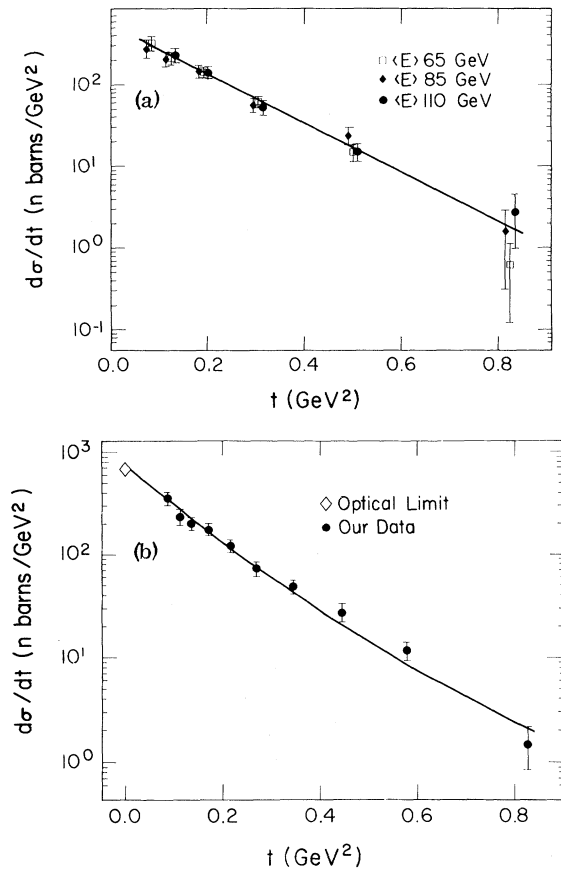 (a)
□ ⟨E⟩ 65 GeV
♦ ⟨E⟩ 85 GeV
● ⟨E⟩ 110 GeV
10²
10¹
10⁰
10⁻¹
dσ/dt (n barns/GeV²)
0.0 0.2 0.4 0.6 0.8
t (GeV²)
(b)
◇ Optical Limit
● Our Data
10³
10²
10¹
10⁰
dσ/dt (n barns/GeV²)
0.0 0.2 0.4 0.6 0.8
t (GeV²)